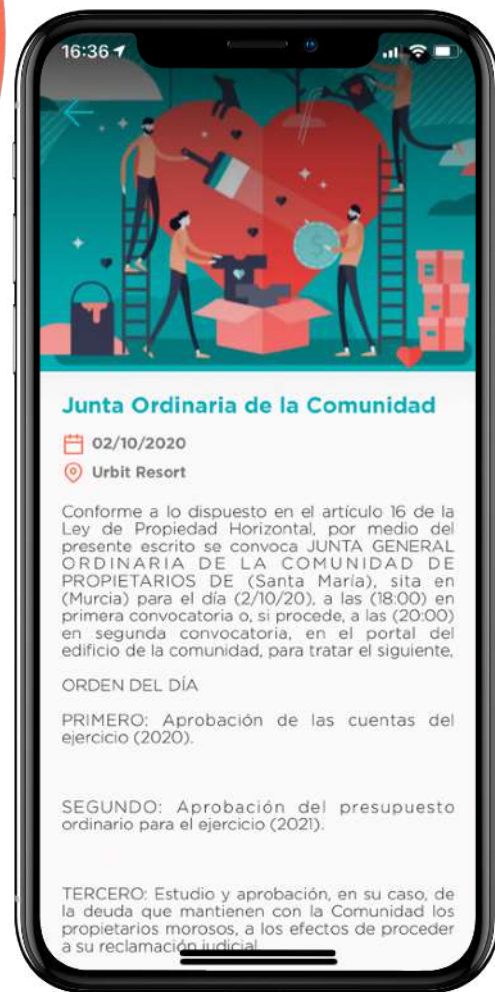 16:36
Junta Ordinaria de la Comunidad
02/10/2020
Urbit Resort
Conforme a lo dispuesto en el artículo 16 de la
Ley de Propiedad Horizontal, por medio del
presente escrito se convoca JUNTA GENERAL
ORDINARIA DE LA COMUNIDAD DE
PROPIETARIOS DE (Santa María), sita en
(Murcia) para el día (2/10/20), a las (18:00) en
primera convocatoria o, si procede, a las (20:00)
en segunda convocatoria, en el portal del
edificio de la comunidad, para tratar el siguiente,
ORDEN DEL DÍA
PRIMERO: Aprobación de las cuentas del
ejercicio (2020).
SEGUNDO: Aprobación del presupuesto
ordinario para el ejercicio (2021).
TERCERO: Estudio y aprobación, en su caso, de
la deuda que mantienen con la Comunidad los
propietarios morosos, a los efectos de proceder
a su reclamación judicial.